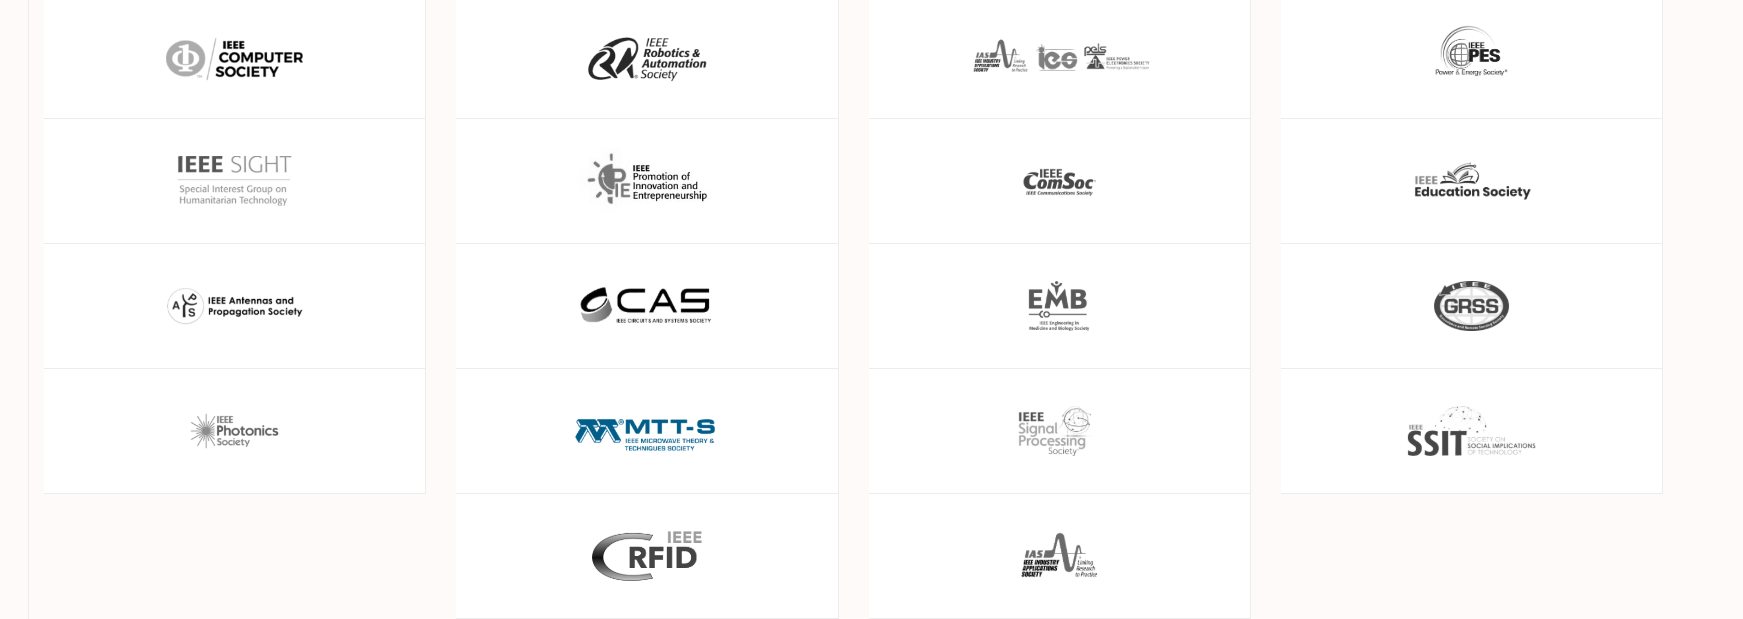 IEEE
COMPUTER
SOCIETY
IEEE
Robotics &
Automation
Society
IAS
IEEE INDUSTRY
APPLICATIONS
SOCIETY
Linking
Research
to Practice
ies
pels
IEEE POWER
ELECTRONICS SOCIETY
IEEE
PES
Power & Energy Society®
IEEE SIGHT
Special Interest Group on
Humanitarian Technology
PIE
IEEE
Promotion of
Innovation and
Entrepreneurship
IEEE
ComSoc
IEEE Communications Society
IEEE
Education Society
APS
IEEE Antennas and
Propagation Society
CAS
IEEE CIRCUITS AND SYSTEMS SOCIETY
EMB
IEEE Engineering in
Medicine and Biology Society
IEEE
GRSS
IEEE
Photonics
Society
MTT-S
IEEE MICROWAVE THEORY &
TECHNIQUES SOCIETY
IEEE
Signal
Processing
Society
IEEE
SSIT
SOCIETY ON
SOCIAL IMPLICATIONS
OF TECHNOLOGY
IEEE
CRFID
IAS
IEEE INDUSTRY
APPLICATIONS
SOCIETY
Linking
Research
to Practice